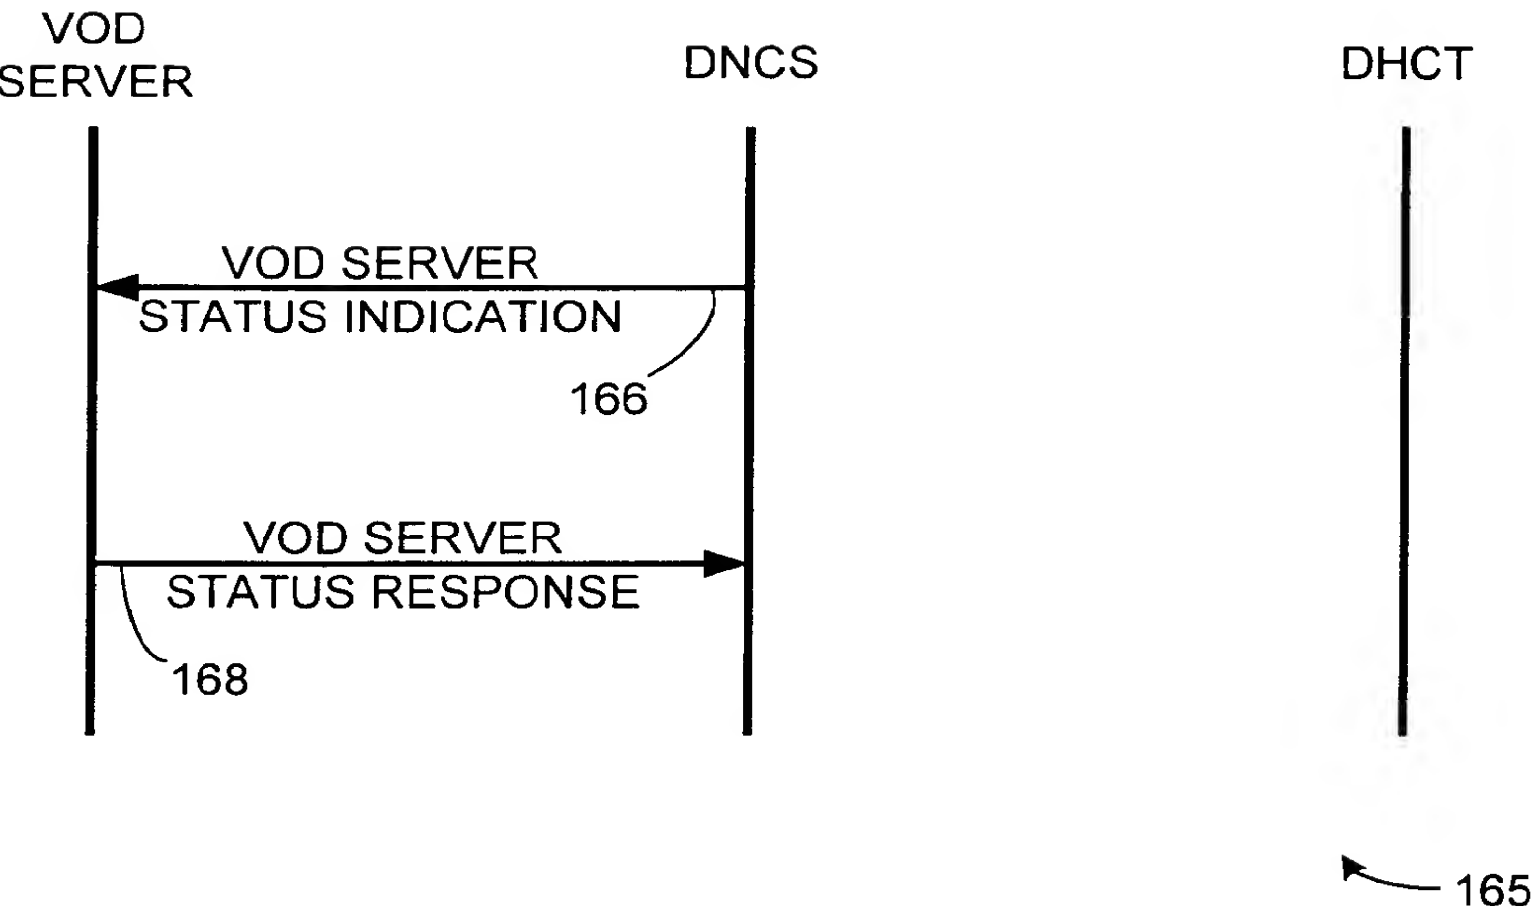 VOD
SERVER
DNCS
DHCT
VOD SERVER
STATUS INDICATION
166
VOD SERVER
STATUS RESPONSE
168
165